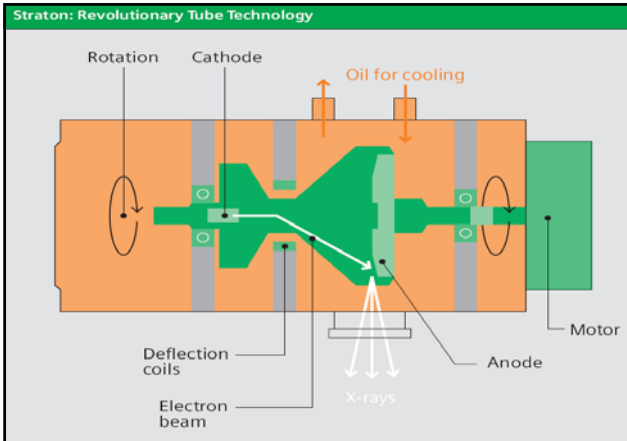 Straton: Revolutionary Tube Technology
Rotation
Cathode
Oil for cooling
Motor
Deflection
coils
Anode
Electron
beam
X-rays